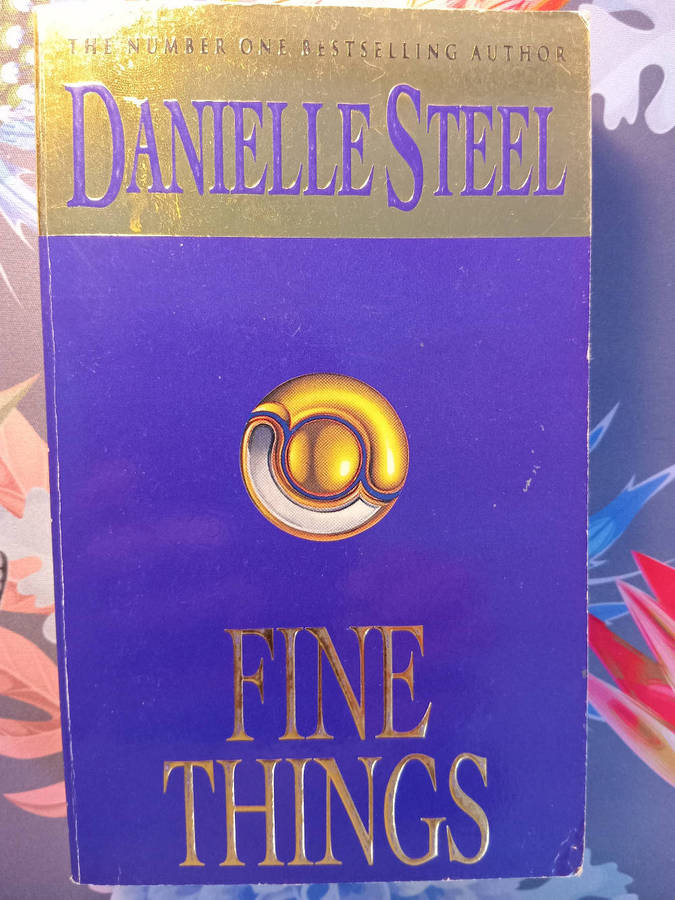 THE NUMBER ONE BESTSELLING AUTHOR
DANIELLE STEEL
FINE
THINGS